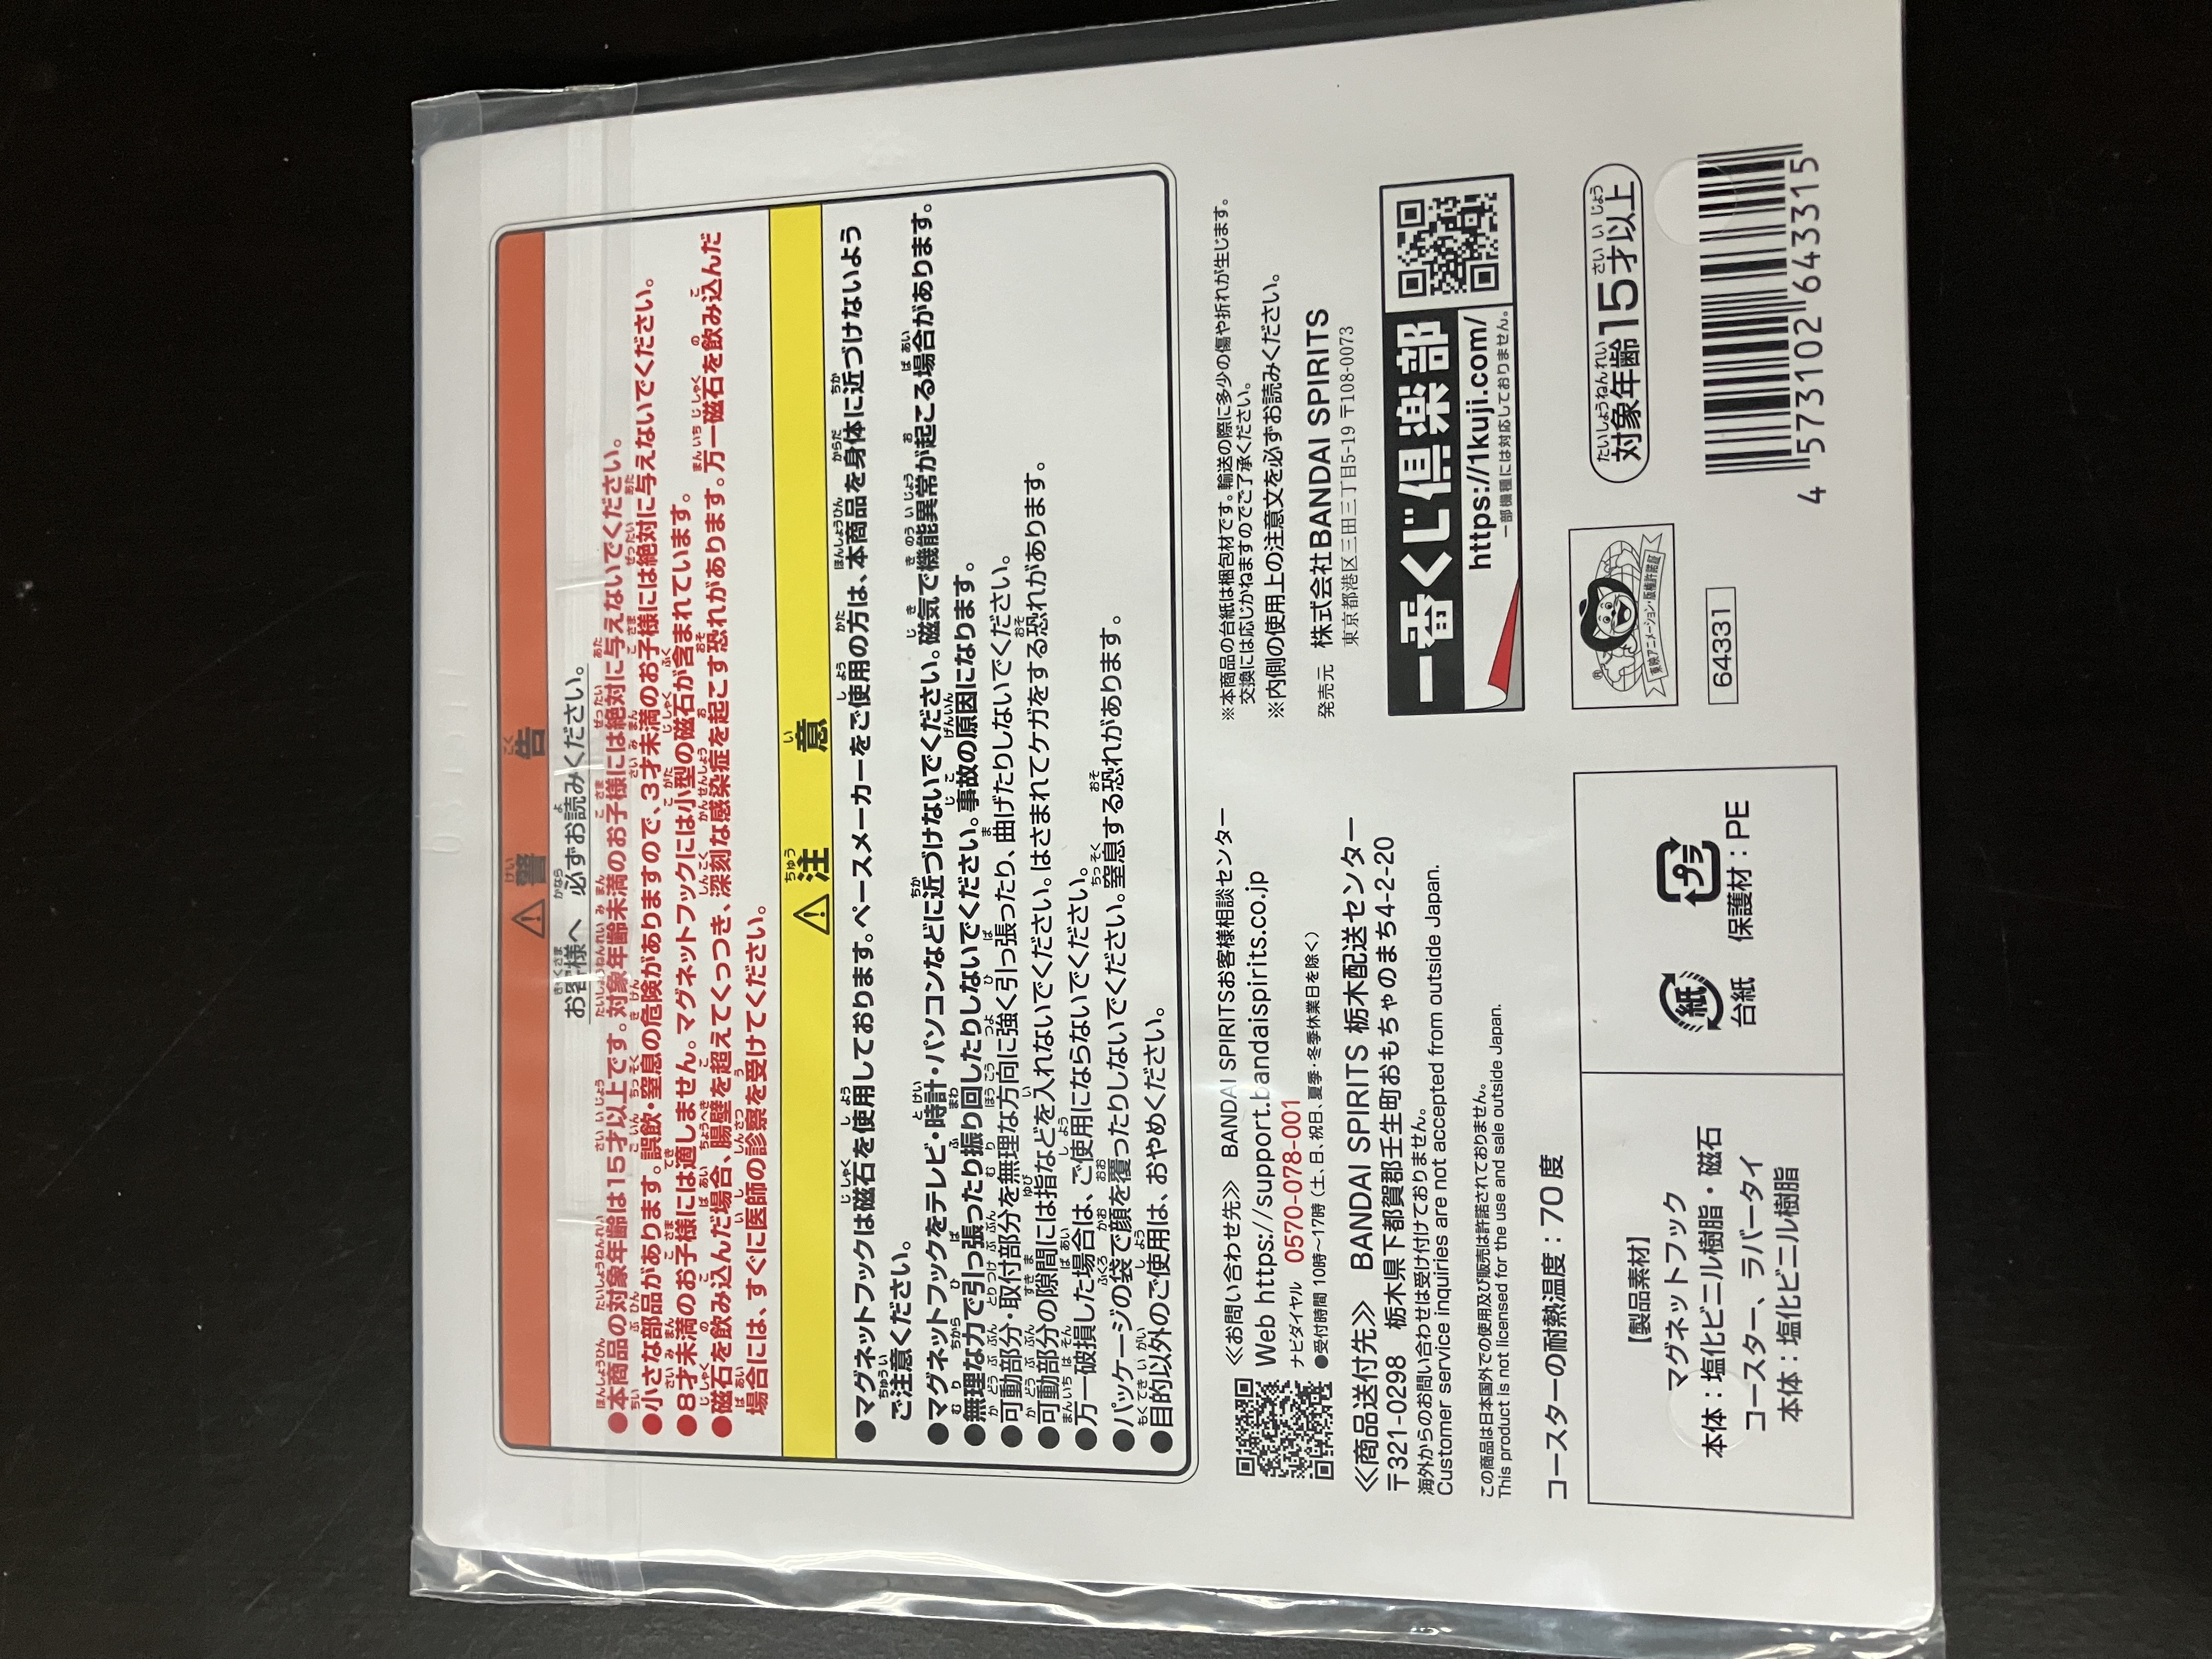 ⚠警告
お客様へ 必ずお読みください。
●本商品の対象年齢は15才以上です。対象年齢未満のお子様には絶対に与えないでください。
●小さな部品があります。誤飲・窒息の危険がありますので、3才未満のお子様には絶対に与えないでください。
●8才未満のお子様には適しません。マグネットフックには小型の磁石が含まれています。
●磁石を飲み込んだ場合、腸壁を超えてくっつき、深刻な感染症を起こす恐れがあります。万一磁石を飲み込んだ
場合には、すぐに医師の診察を受けてください。
⚠注意
●マグネットフックは磁石を使用しております。ペースメーカーをご使用の方は、本商品を身体に近づけないよう
ご注意ください。
●マグネットフックをテレビ・時計・パソコンなどに近づけないでください。磁気で機能異常が起こる場合があります。
●無理な力で引っ張ったり振り回したりしないでください。事故の原因になります。
●可動部分・取付部分を無理な方向に強く引っ張ったり、曲げたりしないでください。
●可動部分の隙間には指などを入れないでください。はさまれてケガをする恐れがあります。
●万一破損した場合は、ご使用にならないでください。
●パッケージの袋で顔を覆ったりしないでください。窒息する恐れがあります。
●目的以外のご使用は、おやめください。
≪お問い合わせ先≫ BANDAI SPIRITSお客様相談センター
Web https://support.bandaispirits.co.jp
ナビダイヤル 0570-078-001
●受付時間 10時~17時(土、日、祝日、夏季・冬季休業日を除く)
≪商品送付先≫ BANDAI SPIRITS 栃木配送センター
〒321-0298 栃木県下都賀郡壬生町おもちゃのまち4-2-20
海外からのお問い合わせは受け付けておりません。
Customer service inquiries are not accepted from outside Japan.
この商品は日本国外での使用及び販売は許諾されておりません。
This product is not licensed for the use and sale outside Japan.
コースターの耐熱温度:70度
【製品素材】
マグネットフック
本体:塩化ビニル樹脂・磁石
コースター、ラバータイ
本体:塩化ビニル樹脂
紙
台紙
プラ
保護材:PE
※本商品の台紙は梱包材です。輸送の際に多少の傷や折れが生じます。
交換には応じかねますのでご了承ください。
※内側の使用上の注意文を必ずお読みください。
発売元 株式会社BANDAI SPIRITS
東京都港区三田三丁目5-19 〒108-0073
一番くじ倶楽部
https://1kuji.com/
一部機種には対応しておりません。
®
東映アニメーション・版権許諾証
対象年齢15才以上
64331
4 573102 643315